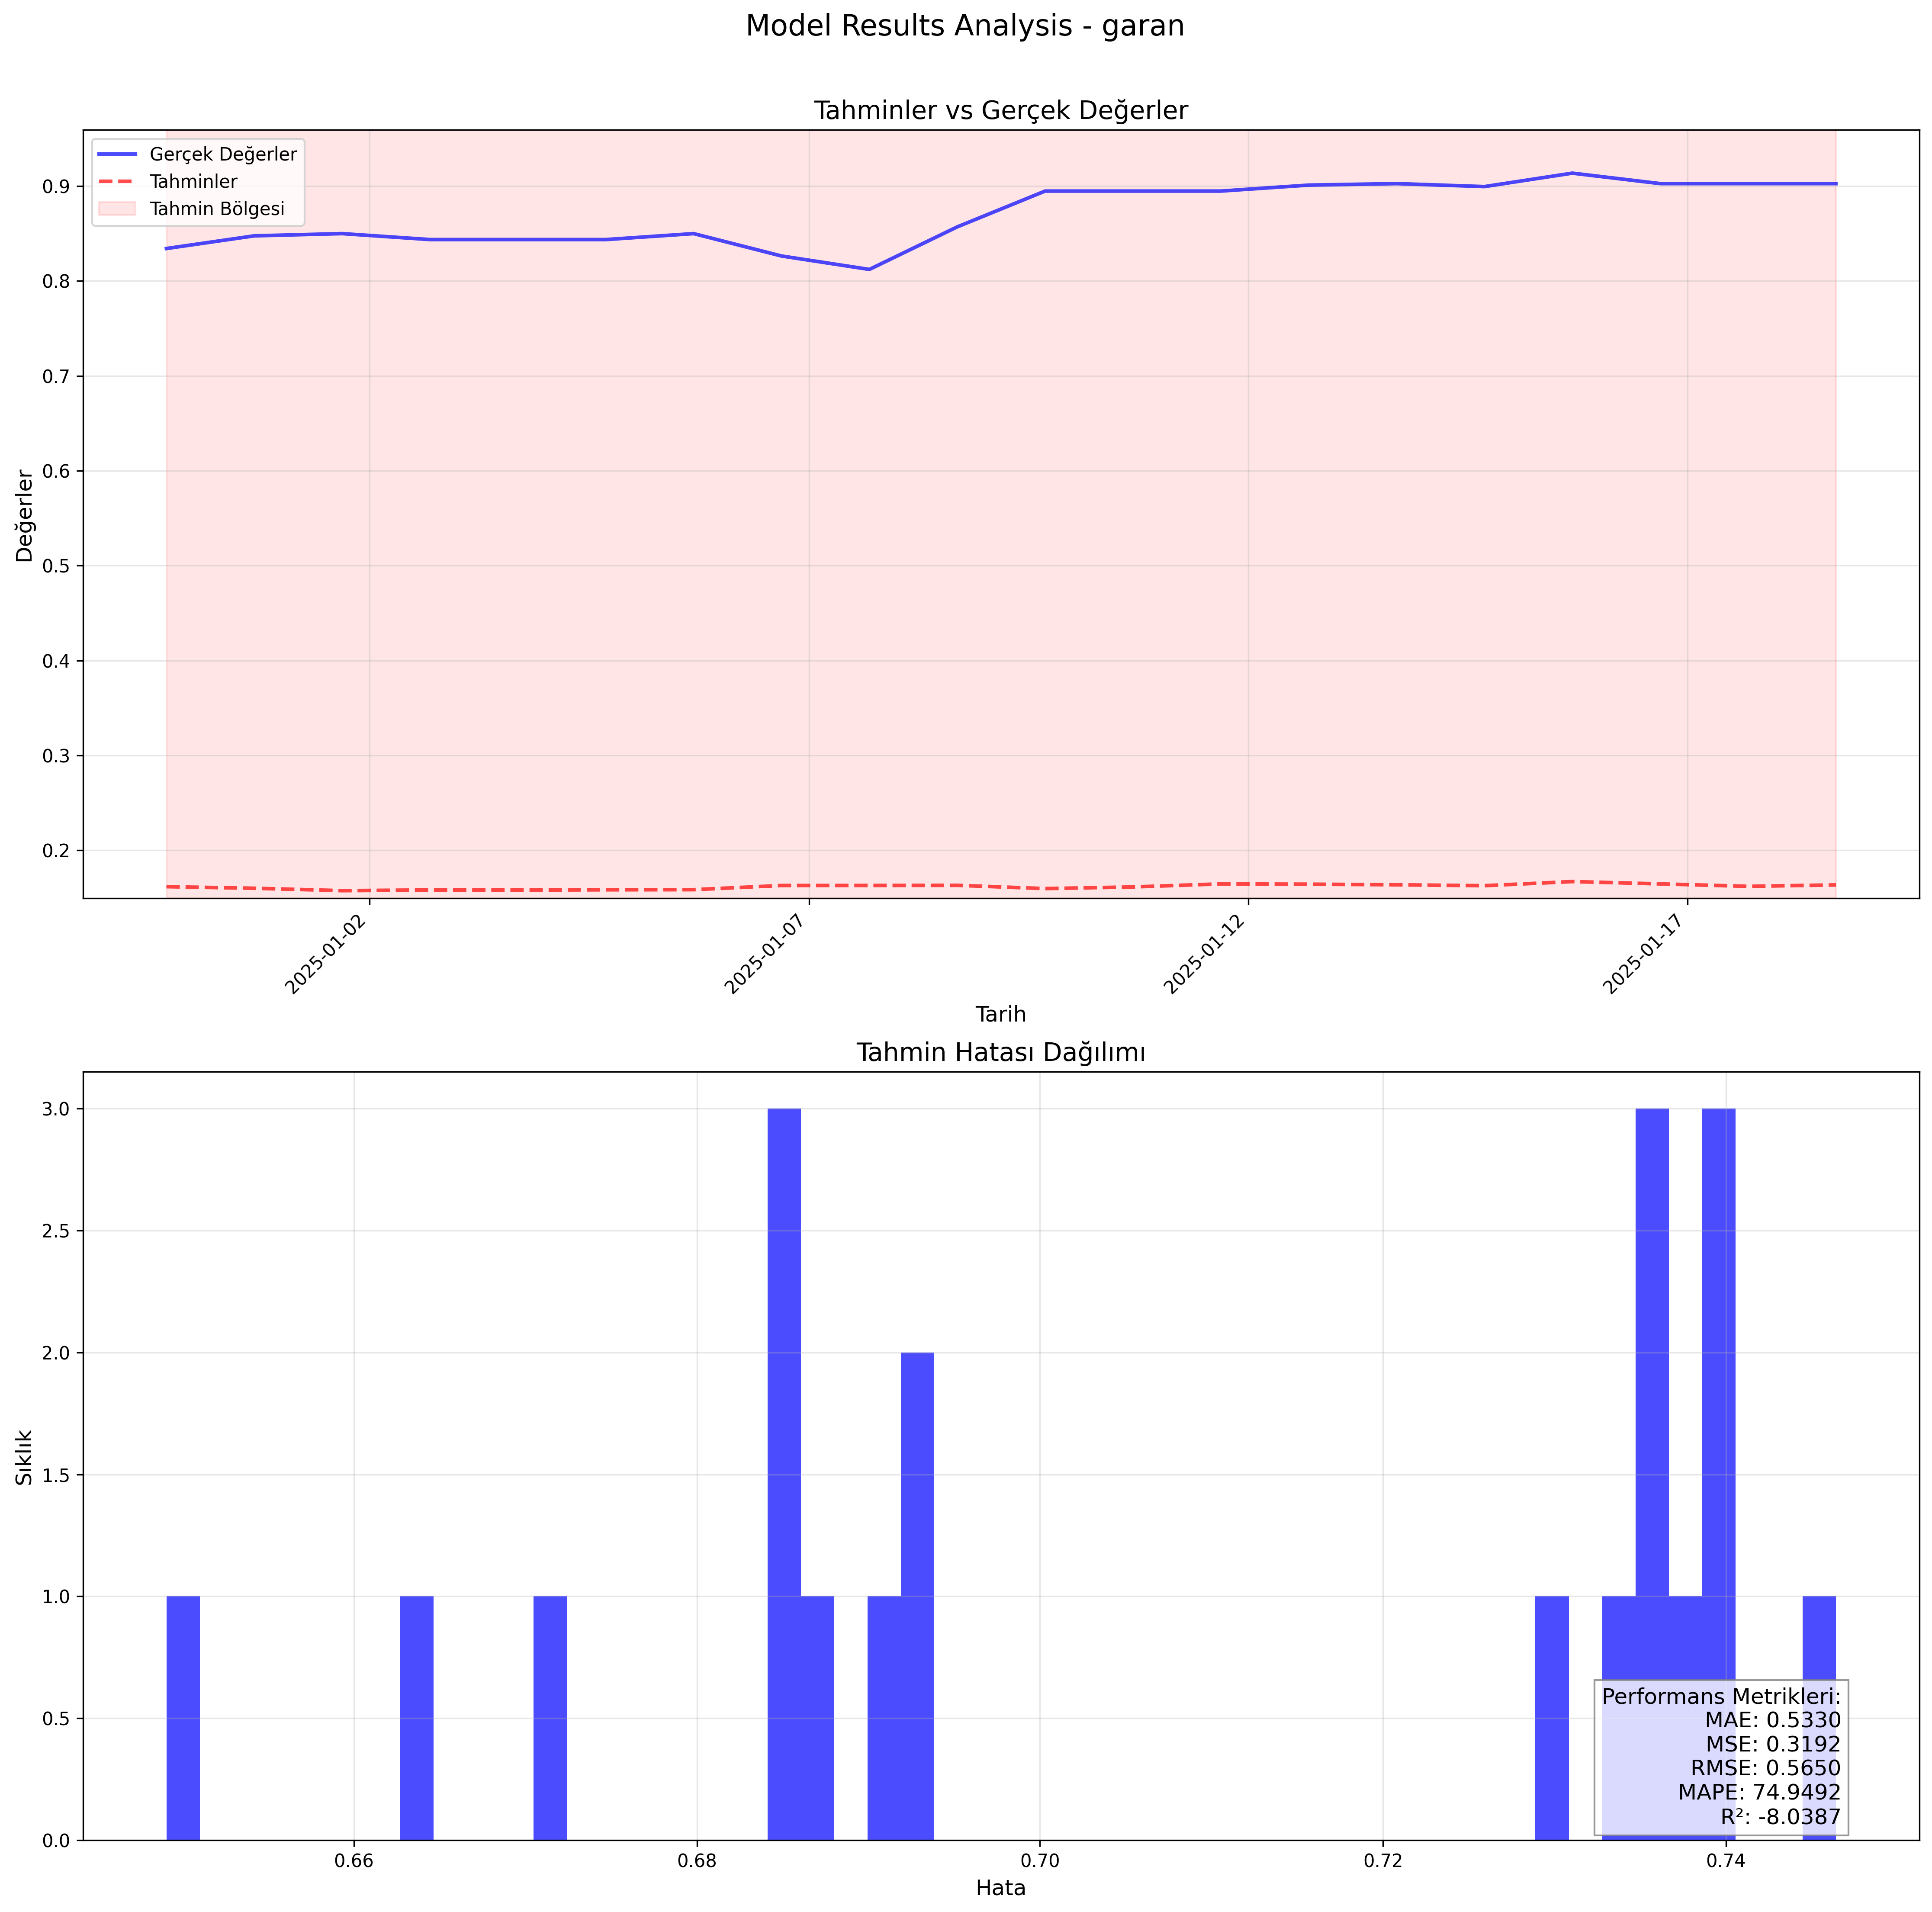 Model Results Analysis - garan
Tahminler vs Gerçek Değerler
Gerçek Değerler
Tahminler
Tahmin Bölgesi
Değerler
0.9
0.8
0.7
0.6
0.5
0.4
0.3
0.2
2025-01-02
2025-01-07
2025-01-12
2025-01-17
Tarih
Tahmin Hatası Dağılımı
Sıklık
3.0
2.5
2.0
1.5
1.0
0.5
0.0
Performans Metrikleri:
MAE: 0.5330
MSE: 0.3192
RMSE: 0.5650
MAPE: 74.9492
R²: -8.0387
0.66
0.68
0.70
0.72
0.74
Hata